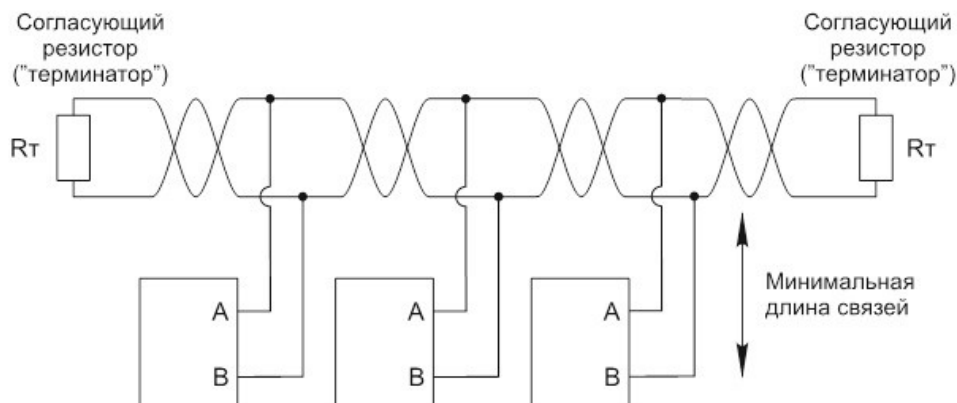 Согласующий
резистор
("терминатор")
Согласующий
резистор
("терминатор")
Rт
Rт
A
B
A
B
A
B
Минимальная
длина связей